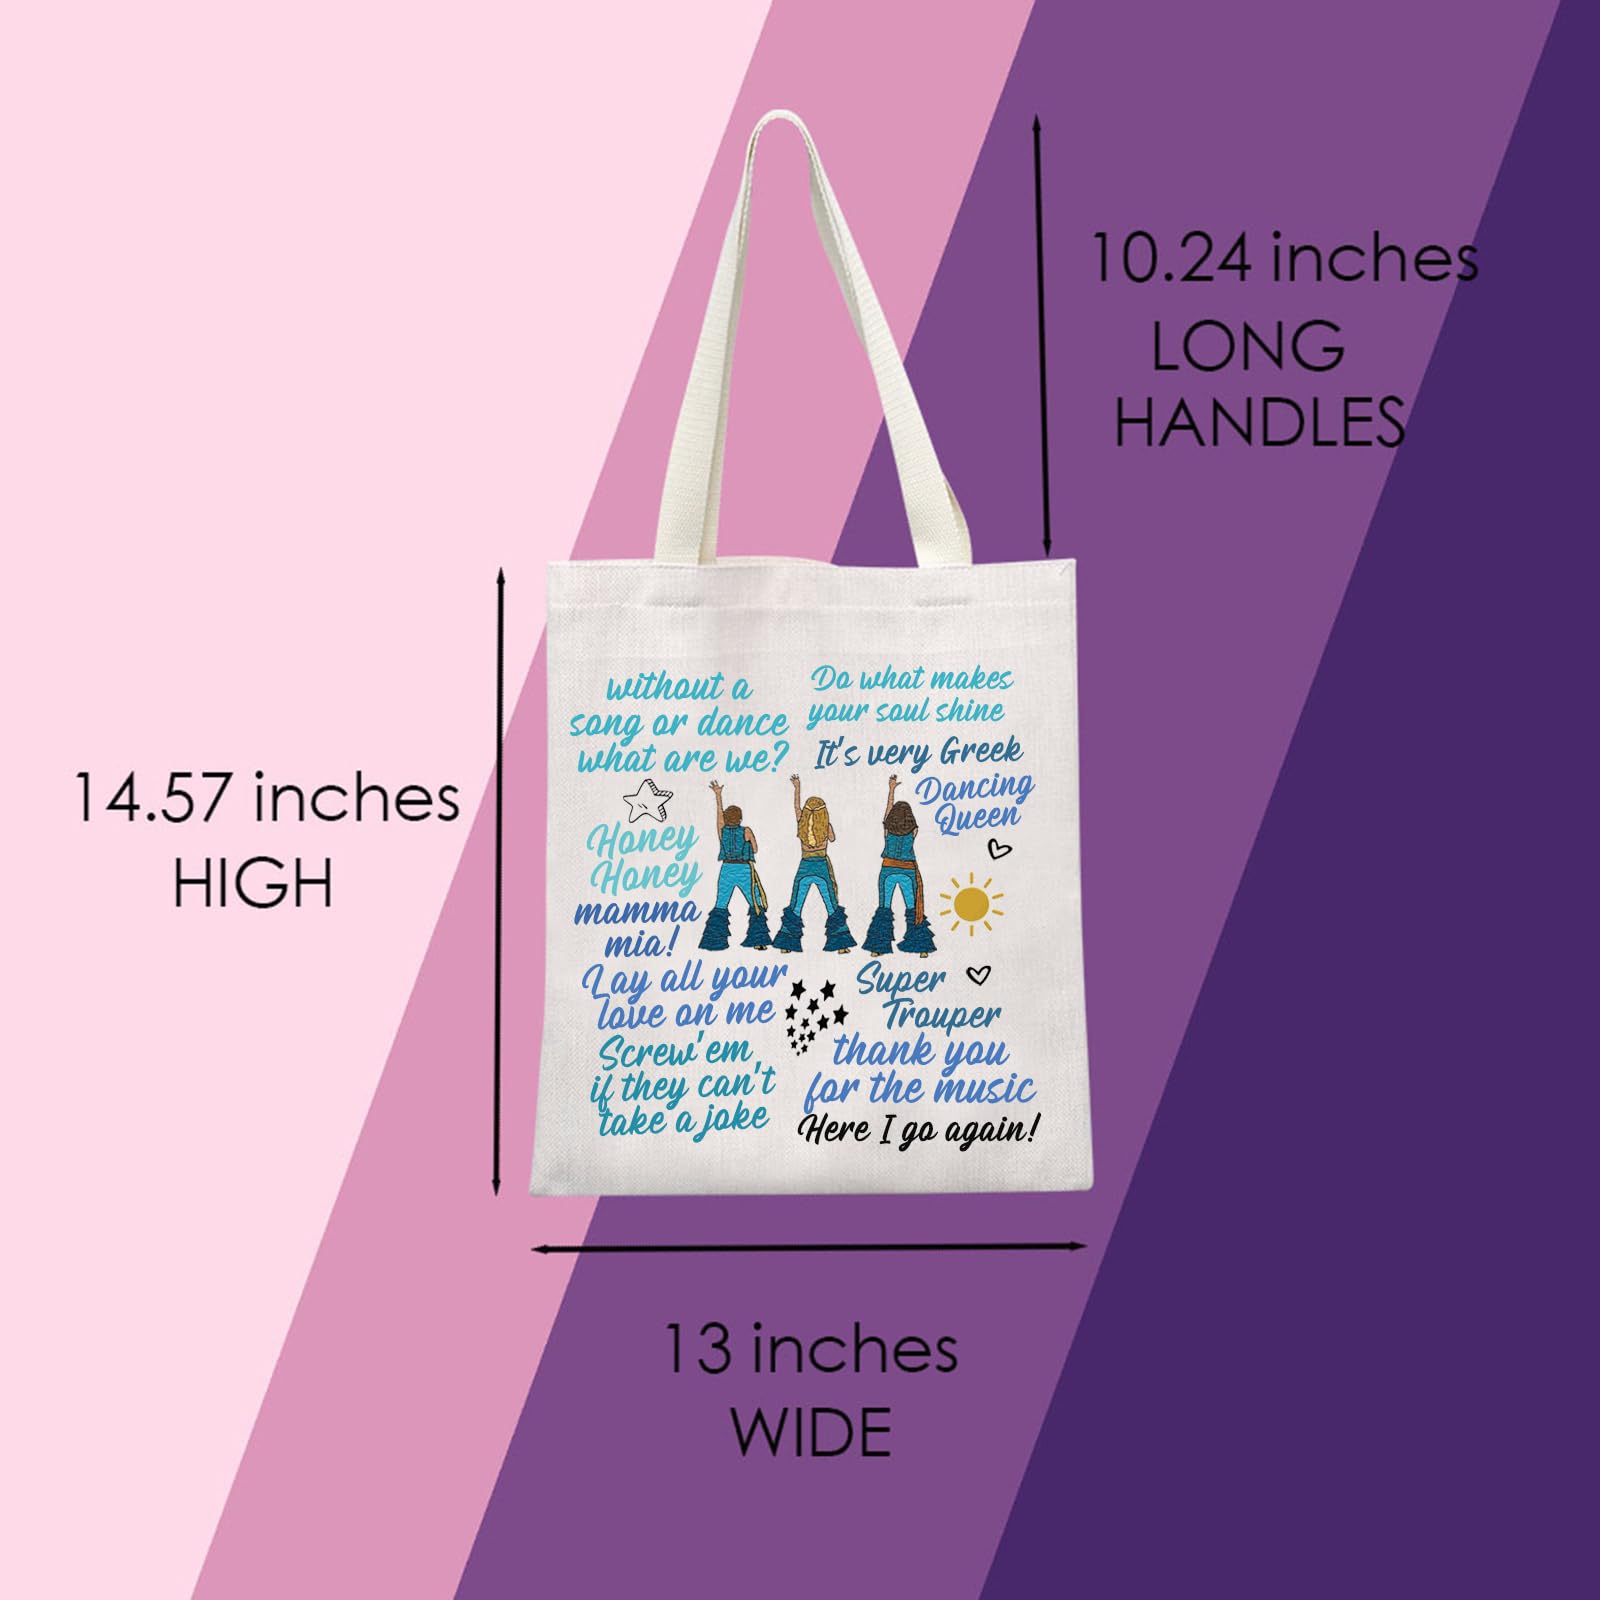 10.24 inches
LONG
HANDLES
14.57 inches
HIGH
without a
song or dance
what are we?
Do what makes
your soul shine
It's very Greek
Dancing
Queen
Honey
Honey
mamma
mia!
Lay all your
love on me
Screw'em
if they can't
take a joke
Super
Trouper
thank you
for the music
Here I go again!
13 inches
WIDE